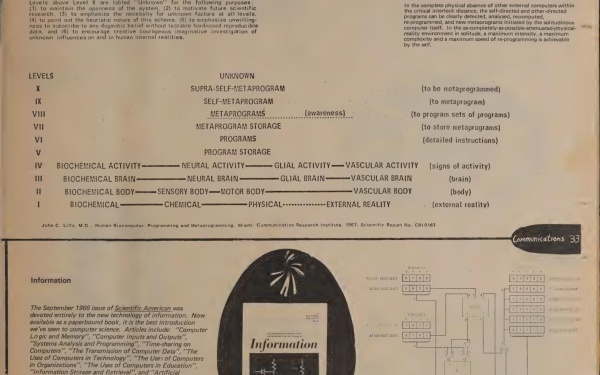 Levels above Level X are labled "Unknown" for the following purposes:
(1) to maintain the openness of the system, (2) to motivate future scientific
research, (3) to emphasize the necessity for unknown factors at all levels,
(4) to point out the heuristic nature of this schema, (5) to emphasize unwilling-
ness to subscribe to any dogmatic belief without testable reproducible
data, and (6) to encourage creative courageous imaginative investigation of
unknown influences on and in human internal realities.
In the complete physical absence of other external computers within
the critical interlock distance, the self-directed and other-directed
programs can be clearly detected, analyzed, recomputed,
re-programmed, and new metaprograms initiated by the solitudinous
computer itself. In the as-completely-as-possible-attenuated-physical-
reality environment in solitude, a maximum intensity, a maximum
complexity and a maximum speed of re-programming is achievable
by the self.
LEVELS UNKNOWN
X SUPRA-SELF-METAPROGRAM (to be metaprogrammed)
IX SELF-METAPROGRAM (to metaprogram)
VIII METAPROGRAMS (awareness) (to program sets of programs)
VII METAPROGRAM STORAGE (to store metaprograms)
VI PROGRAMS (detailed instructions)
V PROGRAM STORAGE
IV BIOCHEMICAL ACTIVITY NEURAL ACTIVITY GLIAL ACTIVITY VASCULAR ACTIVITY (signs of activity)
III BIOCHEMICAL BRAIN NEURAL BRAIN GLIAL BRAIN VASCULAR BRAIN (brain)
II BIOCHEMICAL BODY SENSORY BODY MOTOR BODY VASCULAR BODY (body)
I BIOCHEMICAL CHEMICAL PHYSICAL EXTERNAL REALITY (external reality)
John C. Lilly, M.D., Human Biocomputer: Programming and Metaprogramming. Miami: Communication Research Institute, 1967. Scientific Report No. CRI 0167
Communications 33
Information
The September 1966 issue of Scientific American was
devoted entirely to the new technology of information. Now
available as a paperbound book, it is the best introduction
we've seen to computer science. Articles include: "Computer
Logic and Memory", "Computer Inputs and Outputs",
"Systems Analysis and Programming", "Time-sharing on
Computers", "The Transmission of Computer Data", "The
Uses of Computers in Technology", "The Uses of Computers
in Organizations", "The Uses of Computers in Education",
"Information Storage and Retrieval", and "Artificial
Information